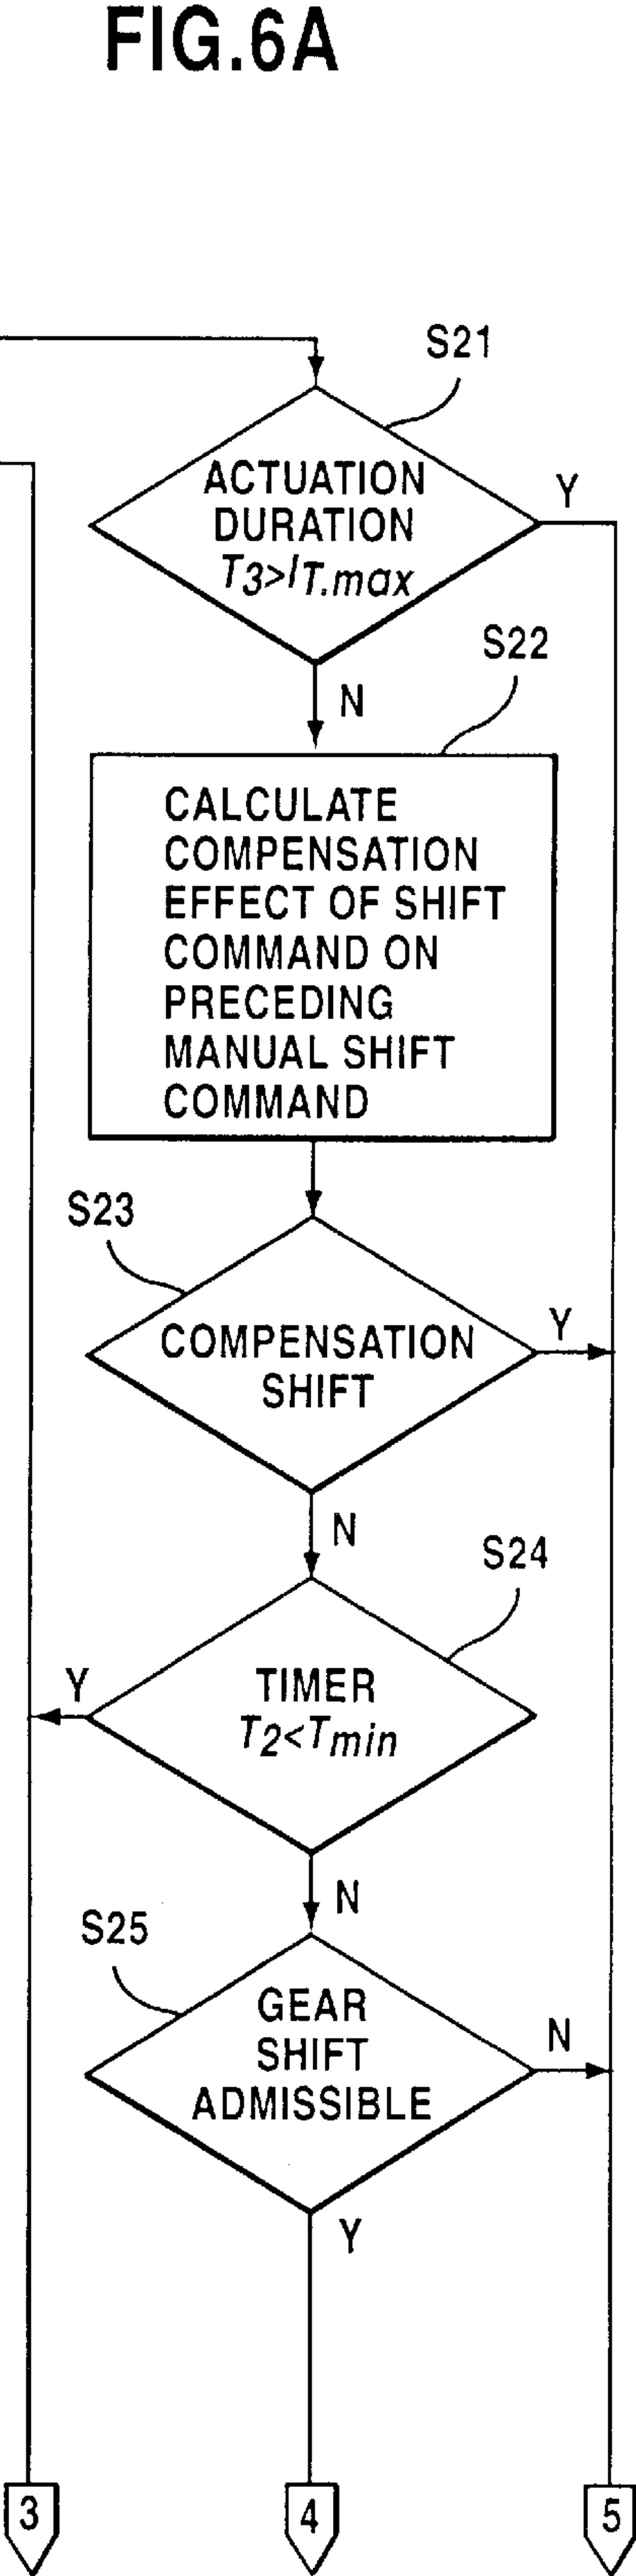 FIG.6A
S21
ACTUATION
DURATION
T3>IT.max
Y
S22
N
CALCULATE
COMPENSATION
EFFECT OF SHIFT
COMMAND ON
PRECEDING
MANUAL SHIFT
COMMAND
S23
COMPENSATION
SHIFT
Y
N
S24
TIMER
T2<Tmin
Y
N
S25
GEAR
SHIFT
ADMISSIBLE
N
Y
3
4
5